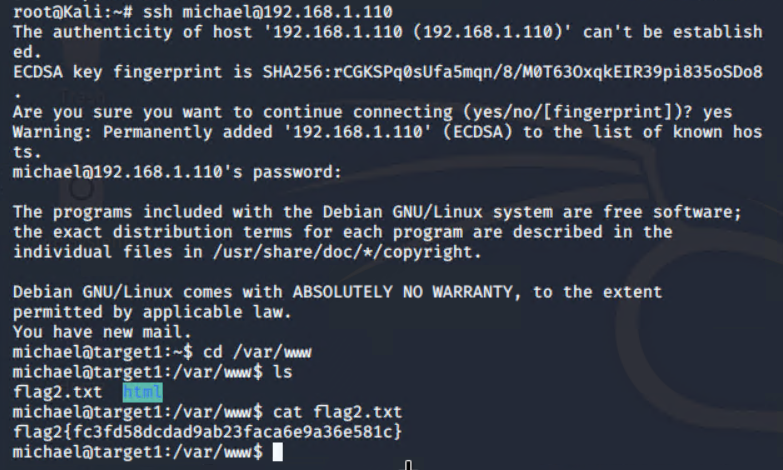 root@Kali:~# ssh michael@192.168.1.110
The authenticity of host '192.168.1.110 (192.168.1.110)' can't be establish
ed.
ECDSA key fingerprint is SHA256:rCGKSPq0sUfa5mqn/8/M0T63OxqkEIR39pi835oSDo8
.
Are you sure you want to continue connecting (yes/no/[fingerprint])? yes
Warning: Permanently added '192.168.1.110' (ECDSA) to the list of known hos
ts.
michael@192.168.1.110's password:
The programs included with the Debian GNU/Linux system are free software;
the exact distribution terms for each program are described in the
individual files in /usr/share/doc/*/copyright.
Debian GNU/Linux comes with ABSOLUTELY NO WARRANTY, to the extent
permitted by applicable law.
You have new mail.
michael@target1:~$ cd /var/www
michael@target1:/var/www$ ls
flag2.txt  html
michael@target1:/var/www$ cat flag2.txt
flag2{fc3fd58dcdad9ab23faca6e9a36e581c}
michael@target1:/var/www$